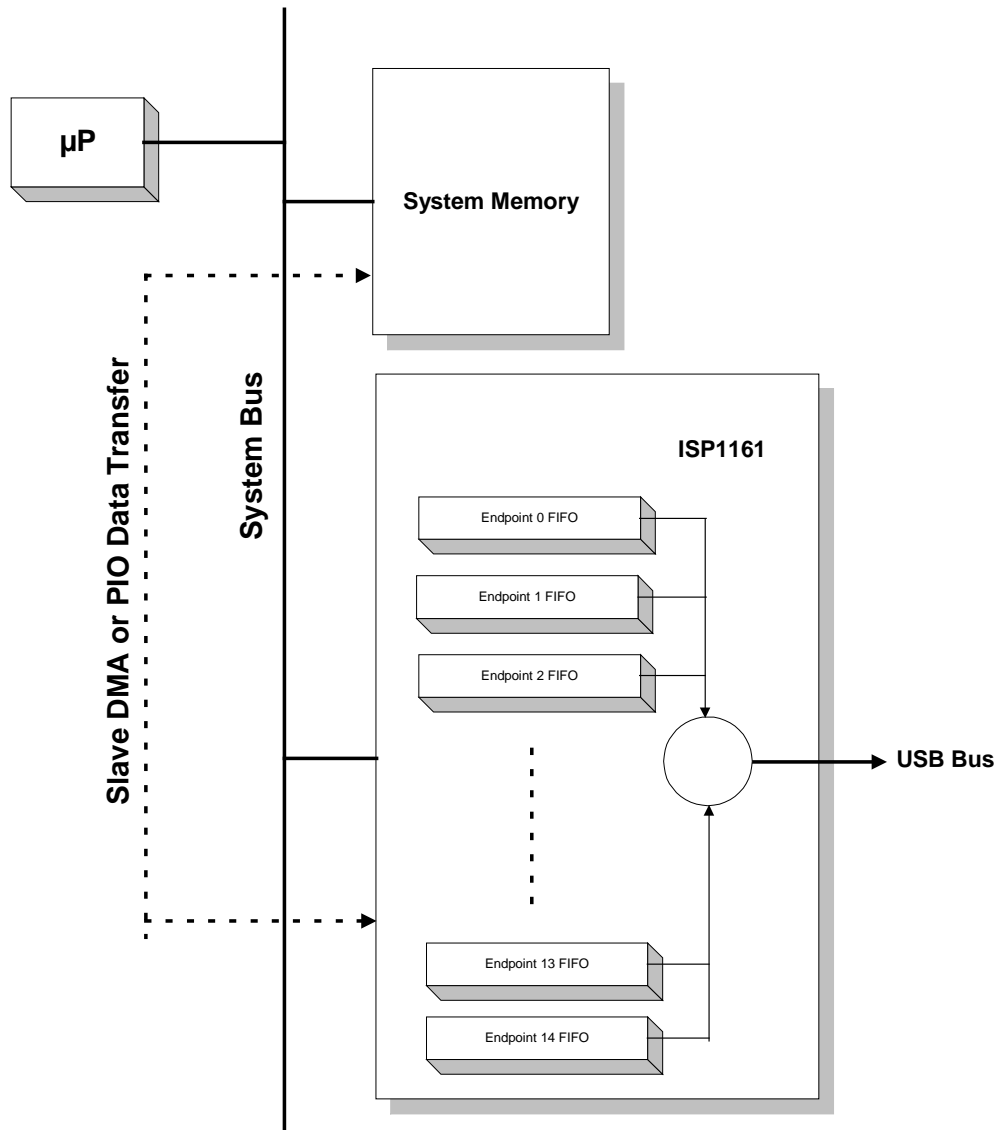 µP
System Memory
Slave DMA or PIO Data Transfer
System Bus
ISP1161
Endpoint 0 FIFO
Endpoint 1 FIFO
Endpoint 2 FIFO
USB Bus
Endpoint 13 FIFO
Endpoint 14 FIFO